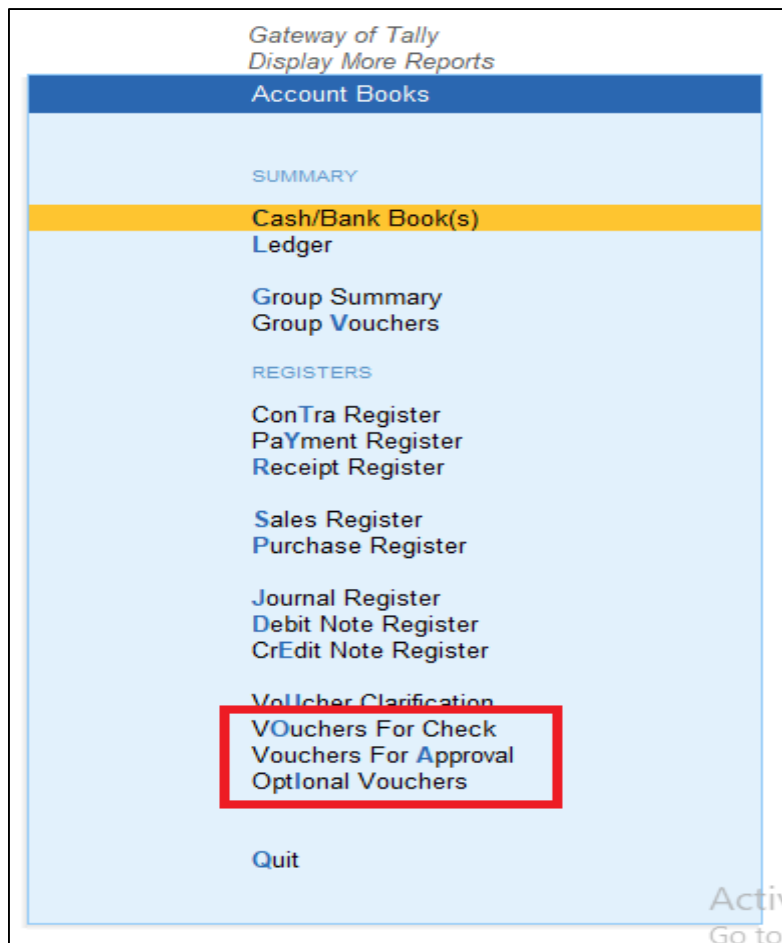 Gateway of Tally
Display More Reports
Account Books
SUMMARY
Cash/Bank Book(s)
Ledger
Group Summary
Group Vouchers
REGISTERS
ConTra Register
PaYment Register
Receipt Register
Sales Register
Purchase Register
Journal Register
Debit Note Register
CrEdit Note Register
VoUcher Clarification
VOuchers For Check
Vouchers For Approval
OptIonal Vouchers
Quit
Go to